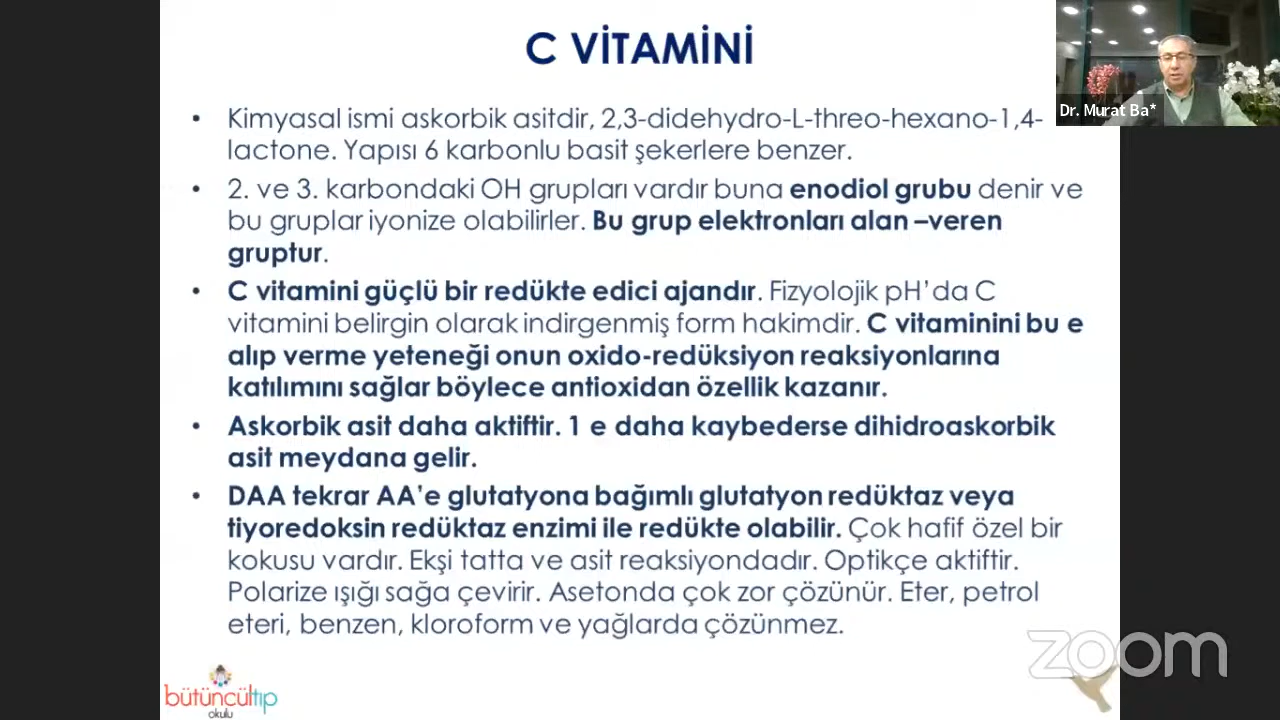 C VİTAMİNİ
Dr. Murat Ba*
• Kimyasal ismi askorbik asitdir, 2,3-didehydro-L-threo-hexano-1,4-
lactone. Yapısı 6 karbonlu basit şekerlere benzer.
• 2. ve 3. karbondaki OH grupları vardır buna enodiol grubu denir ve
bu gruplar iyonize olabilirler. Bu grup elektronları alan –veren
gruptur.
• C vitamini güçlü bir redükte edici ajandır. Fizyolojik pH'da C
vitamini belirgin olarak indirgenmiş form hakimdir. C vitaminini bu e
alıp verme yeteneği onun oxido-redüksiyon reaksiyonlarına
katılımını sağlar böylece antioxidan özellik kazanır.
• Askorbik asit daha aktiftir. 1 e daha kaybederse dihidroaskorbik
asit meydana gelir.
• DAA tekrar AA'e glutatyona bağımlı glutatyon redüktaz veya
tiyoredoksin redüktaz enzimi ile redükte olabilir. Çok hafif özel bir
kokusu vardır. Ekşi tatta ve asit reaksiyondadır. Optikçe aktiftir.
Polarize ışığı sağa çevirir. Asetonda çok zor çözünür. Eter, petrol
eteri, benzen, kloroform ve yağlarda çözünmez.
zoom
bütüncültıp
okulu